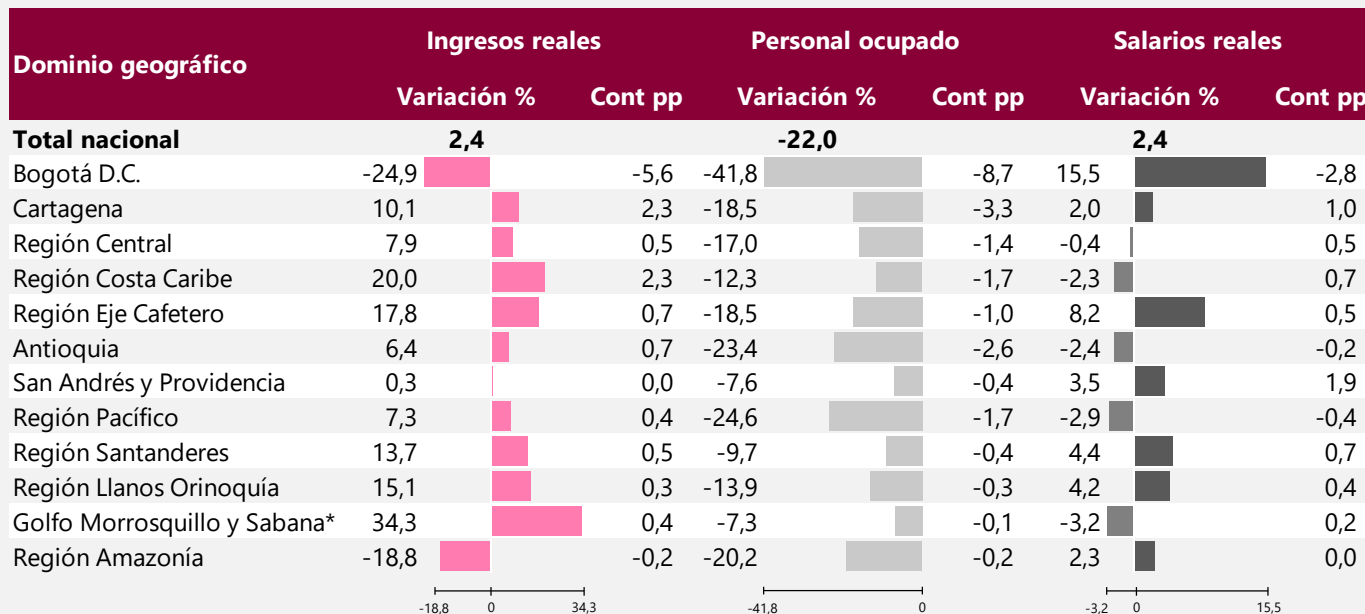 Dominio geográfico Ingresos reales Personal ocupado Salarios reales
Variación % Cont pp Variación % Cont pp Variación % Cont pp
Total nacional 2,4 -22,0 2,4
Bogotá D.C. -24,9 -5,6 -41,8 -8,7 15,5 -2,8
Cartagena 10,1 2,3 -18,5 -3,3 2,0 1,0
Región Central 7,9 0,5 -17,0 -1,4 -0,4 0,5
Región Costa Caribe 20,0 2,3 -12,3 -1,7 -2,3 0,7
Región Eje Cafetero 17,8 0,7 -18,5 -1,0 8,2 0,5
Antioquia 6,4 0,7 -23,4 -2,6 -2,4 -0,2
San Andrés y Providencia 0,3 0,0 -7,6 -0,4 3,5 1,9
Región Pacífico 7,3 0,4 -24,6 -1,7 -2,9 -0,4
Región Santanderes 13,7 0,5 -9,7 -0,4 4,4 0,7
Región Llanos Orinoquía 15,1 0,3 -13,9 -0,3 4,2 0,4
Golfo Morrosquillo y Sabana* 34,3 0,4 -7,3 -0,1 -3,2 0,2
Región Amazonía -18,8 -0,2 -20,2 -0,2 2,3 0,0
-18,8 0 34,3 -41,8 0 -3,2 0 15,5